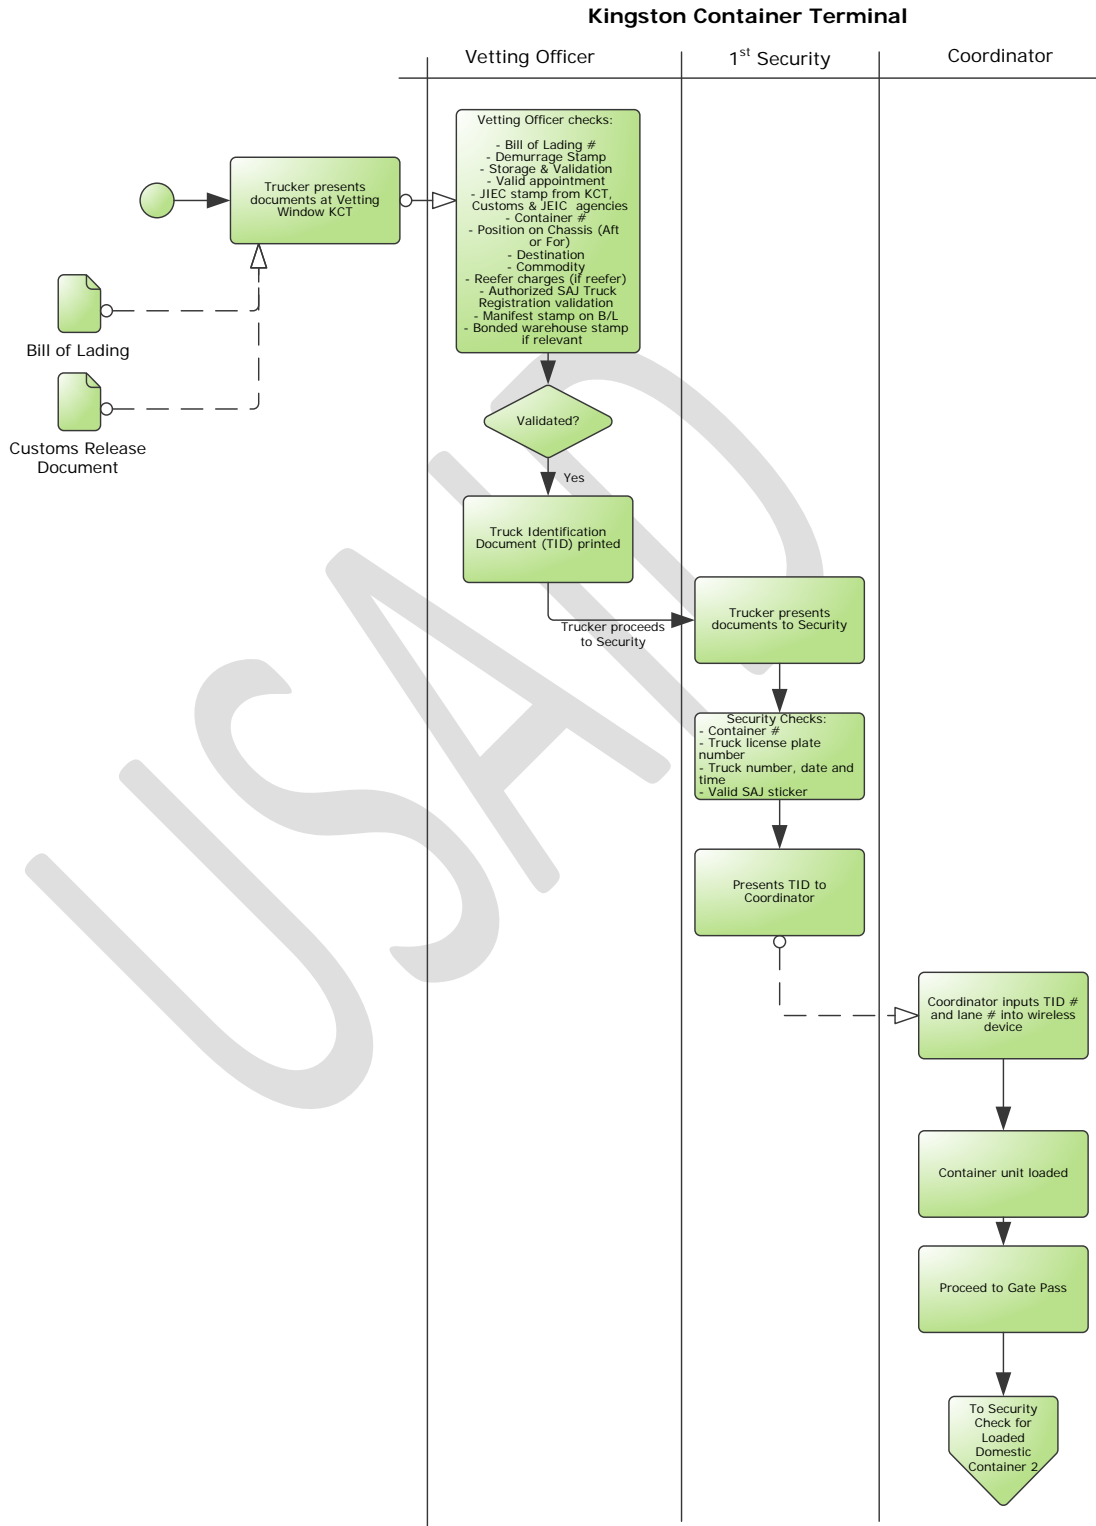 Kingston Container Terminal
Vetting Officer
1st Security
Coordinator
Trucker presents
documents at Vetting
Window KCT
Bill of Lading
Customs Release
Document
Vetting Officer checks:
- Bill of Lading #
- Demurrage Stamp
- Storage & Validation
- Valid appointment
- JIEC stamp from KCT,
Customs & JEIC agencies
- Container #
- Position on Chassis (Aft
or For)
- Destination
- Commodity
- Reefer charges (if reefer)
- Authorized SAJ Truck
Registration validation
- Manifest stamp on B/L
- Bonded warehouse stamp
if relevant
Validated?
Yes
Truck Identification
Document (TID) printed
Trucker proceeds
to Security
Trucker presents
documents to Security
Security Checks:
- Container #
- Truck license plate
number
- Truck number, date and
time
- Valid SAJ sticker
Presents TID to
Coordinator
Coordinator inputs TID #
and lane # into wireless
device
Container unit loaded
Proceed to Gate Pass
To Security
Check for
Loaded
Domestic
Container 2
USAID